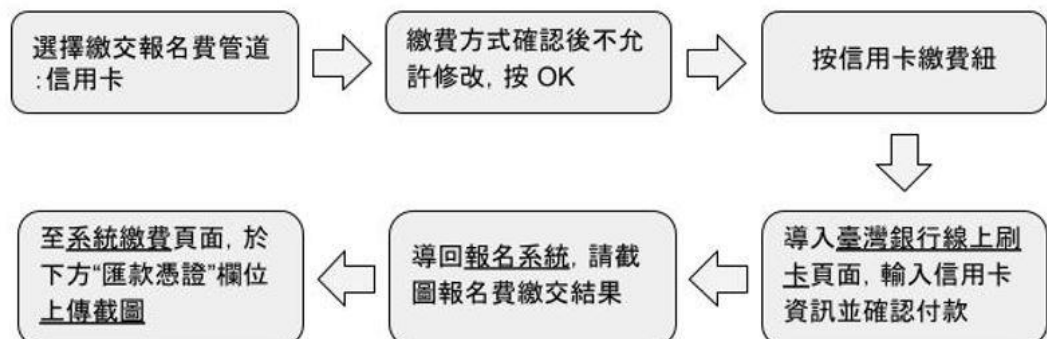 選擇繳交報名費管道
:信用卡
繳費方式確認後不允
許修改, 按 OK
按信用卡繳費紐
導入臺灣銀行線上刷
卡頁面, 輸入信用卡
資訊並確認付款
導回報名系統, 請截
圖報名費繳交結果
至系統繳費頁面, 於
下方“匯款憑證”欄位
上傳截圖